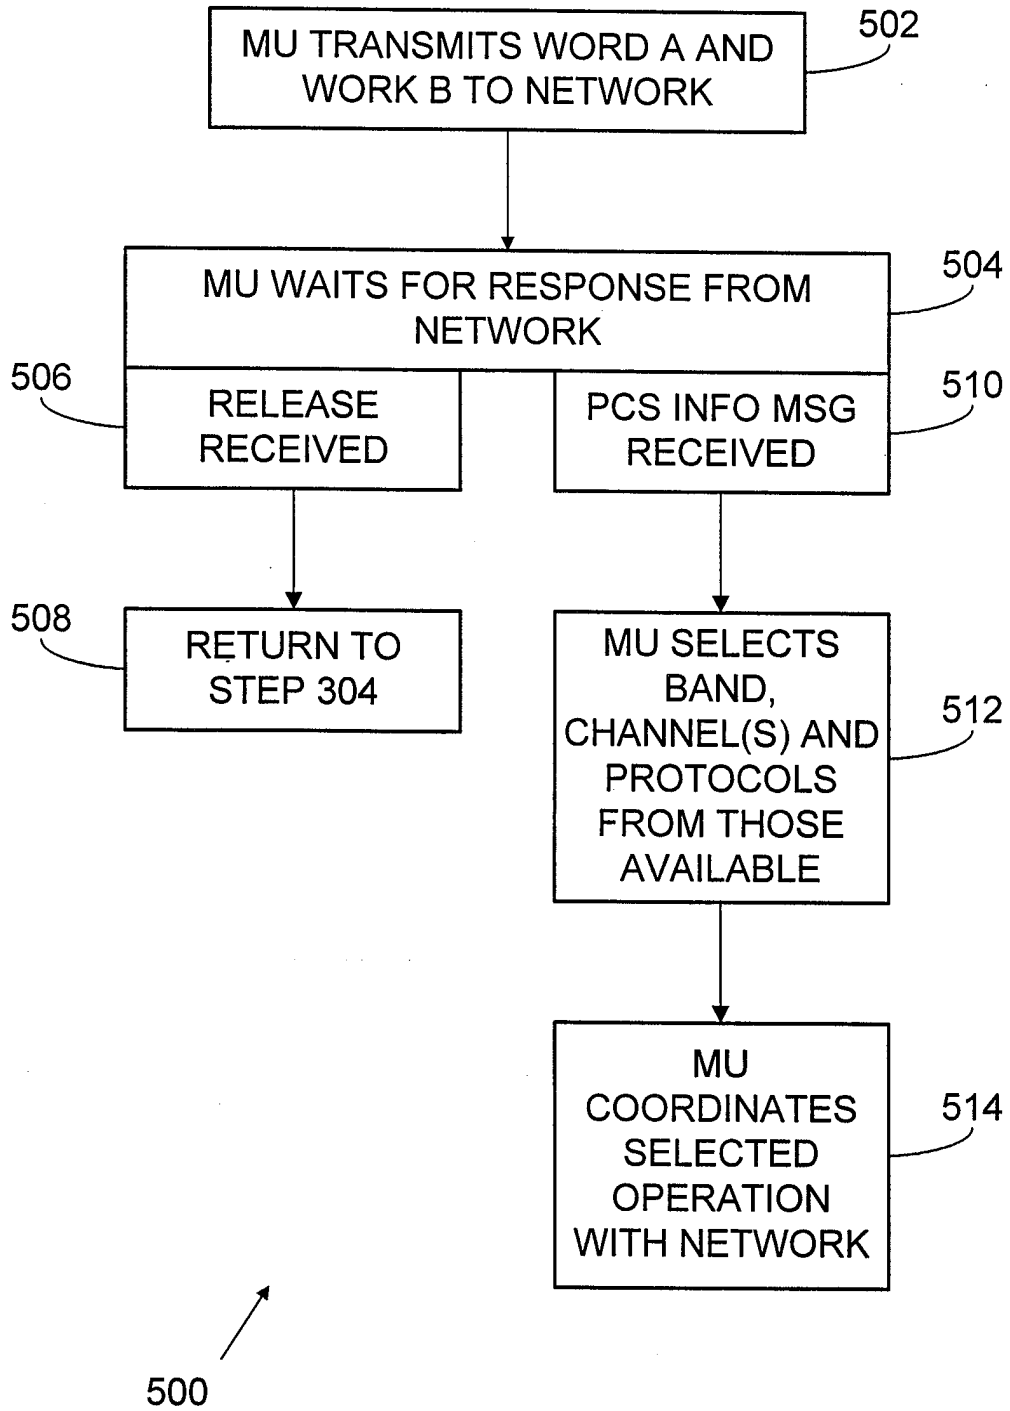 MU TRANSMITS WORD A AND
WORK B TO NETWORK
502
MU WAITS FOR RESPONSE FROM
NETWORK
504
506
RELEASE
RECEIVED
PCS INFO MSG
RECEIVED
510
508
RETURN TO
STEP 304
MU SELECTS
BAND,
CHANNEL(S) AND
PROTOCOLS
FROM THOSE
AVAILABLE
512
MU
COORDINATES
SELECTED
OPERATION
WITH NETWORK
514
500